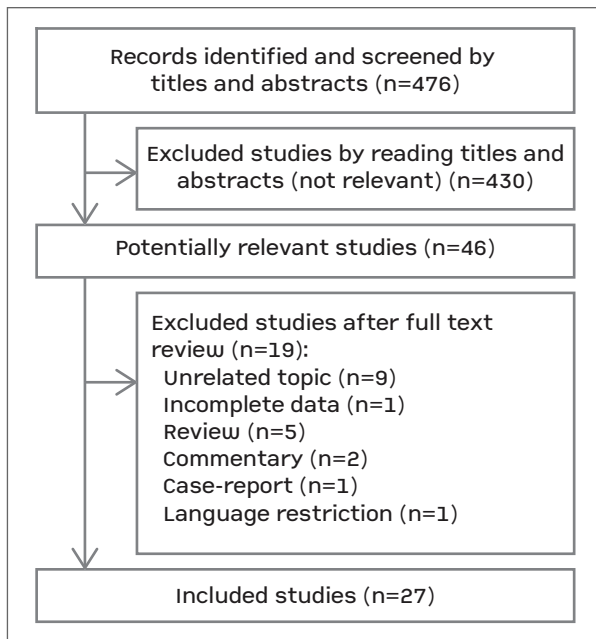 Records identified and screened by
titles and abstracts (n=476)
Excluded studies by reading titles and
abstracts (not relevant) (n=430)
Potentially relevant studies (n=46)
Excluded studies after full text
review (n=19):
Unrelated topic (n=9)
Incomplete data (n=1)
Review (n=5)
Commentary (n=2)
Case-report (n=1)
Language restriction (n=1)
Included studies (n=27)